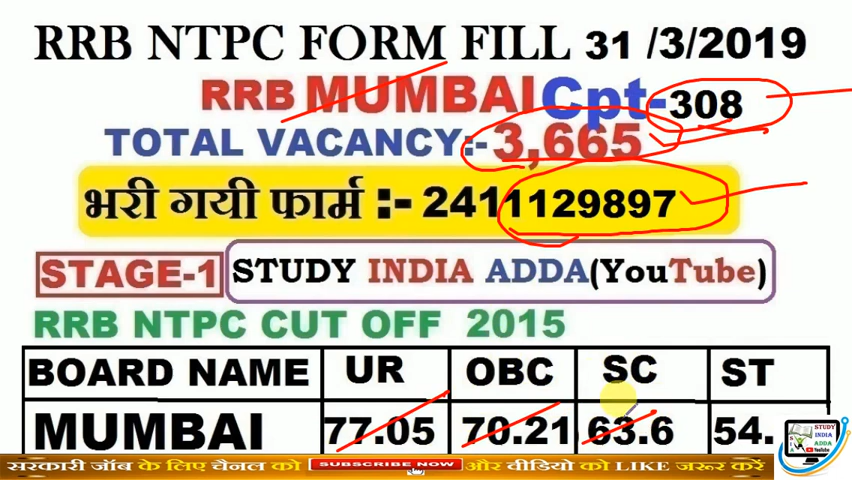 RRB NTPC FORM FILL 31 /3/2019
RRB MUMBAI Cpt-308
TOTAL VACANCY:- 3,665
भरी गयी फार्म :- 2411129897
STAGE-1 STUDY INDIA ADDA(YouTube)
RRB NTPC CUT OFF 2015
BOARD NAME UR OBC SC ST
MUMBAI 77.05 70.21 63.6 54.
STUDY INDIA ADDA YouTube
सरकारी जॉब के लिए चैनल को SUBSCRIBE NOW और वीडियो को LIKE जरूर करें